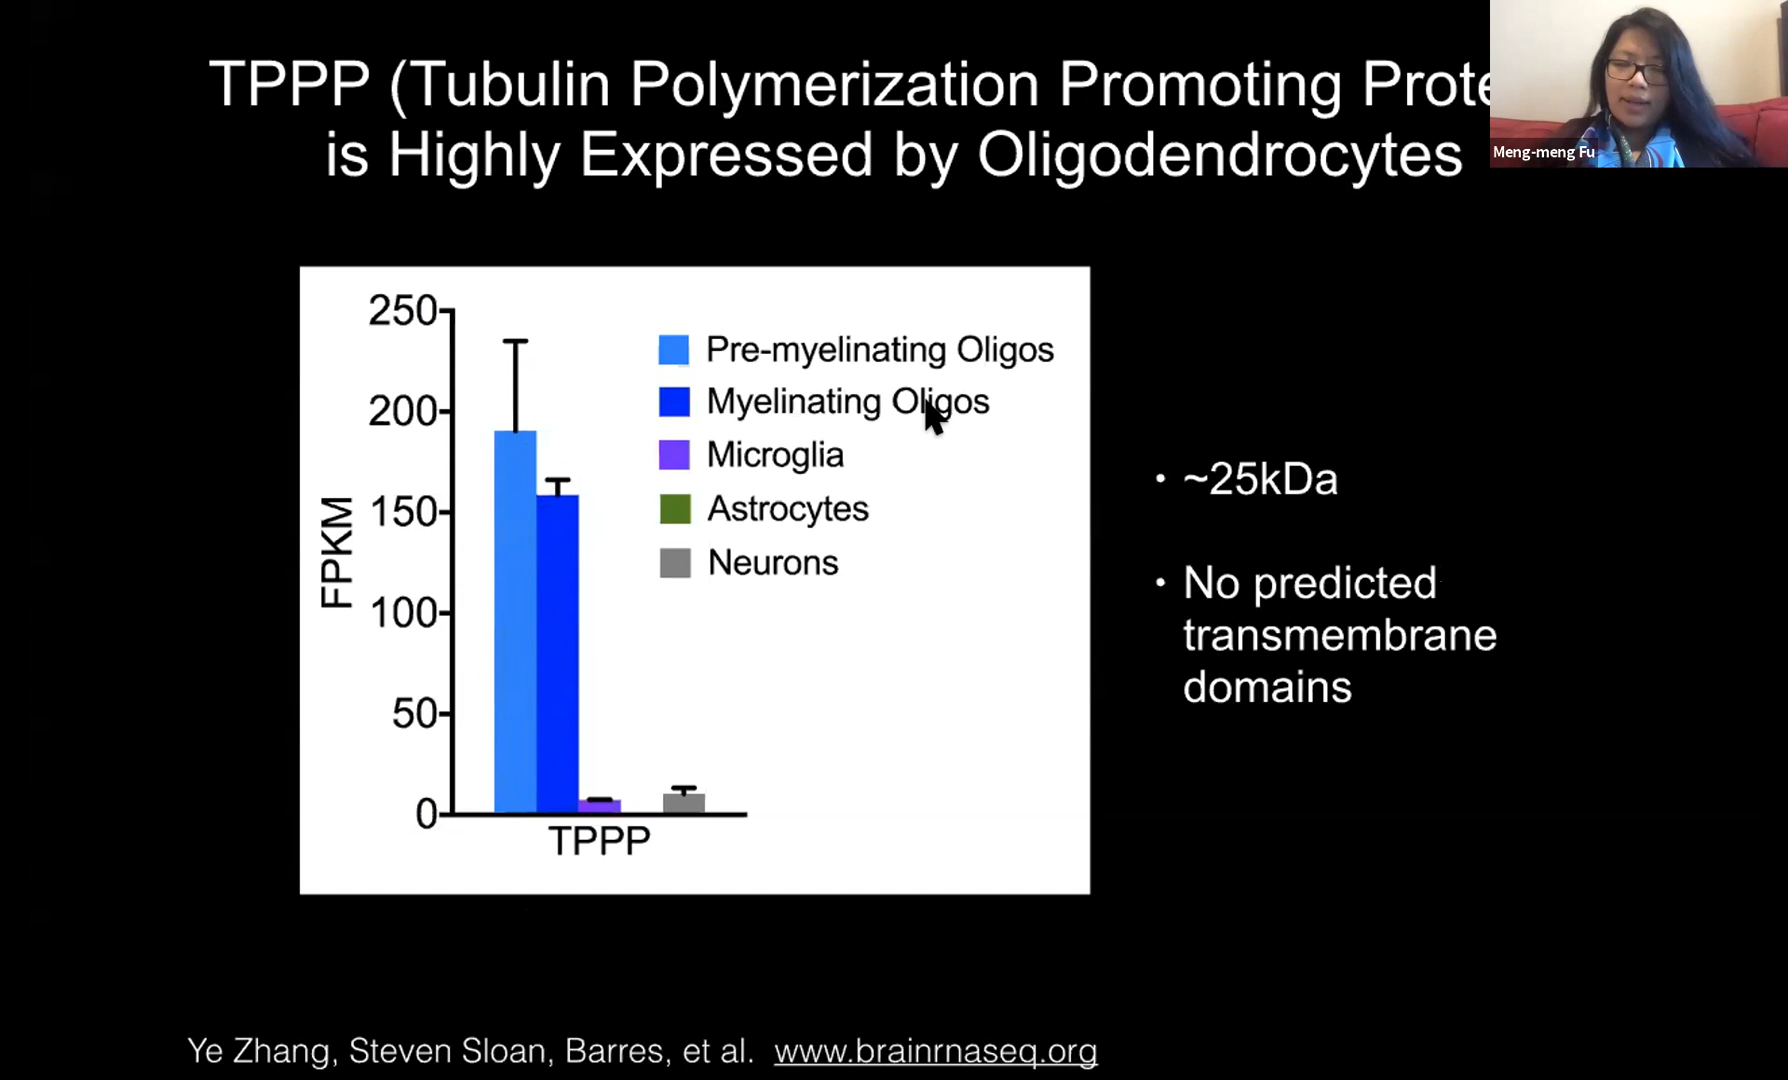 TPPP (Tubulin Polymerization Promoting Prote
is Highly Expressed by Oligodendrocytes
Meng-meng Fu
250
200
150
100
50
0
FPKM
TPPP
Pre-myelinating Oligos
Myelinating Oligos
Microglia
Astrocytes
Neurons
• ~25kDa
• No predicted
transmembrane
domains
Ye Zhang, Steven Sloan, Barres, et al. www.brainrnaseq.org